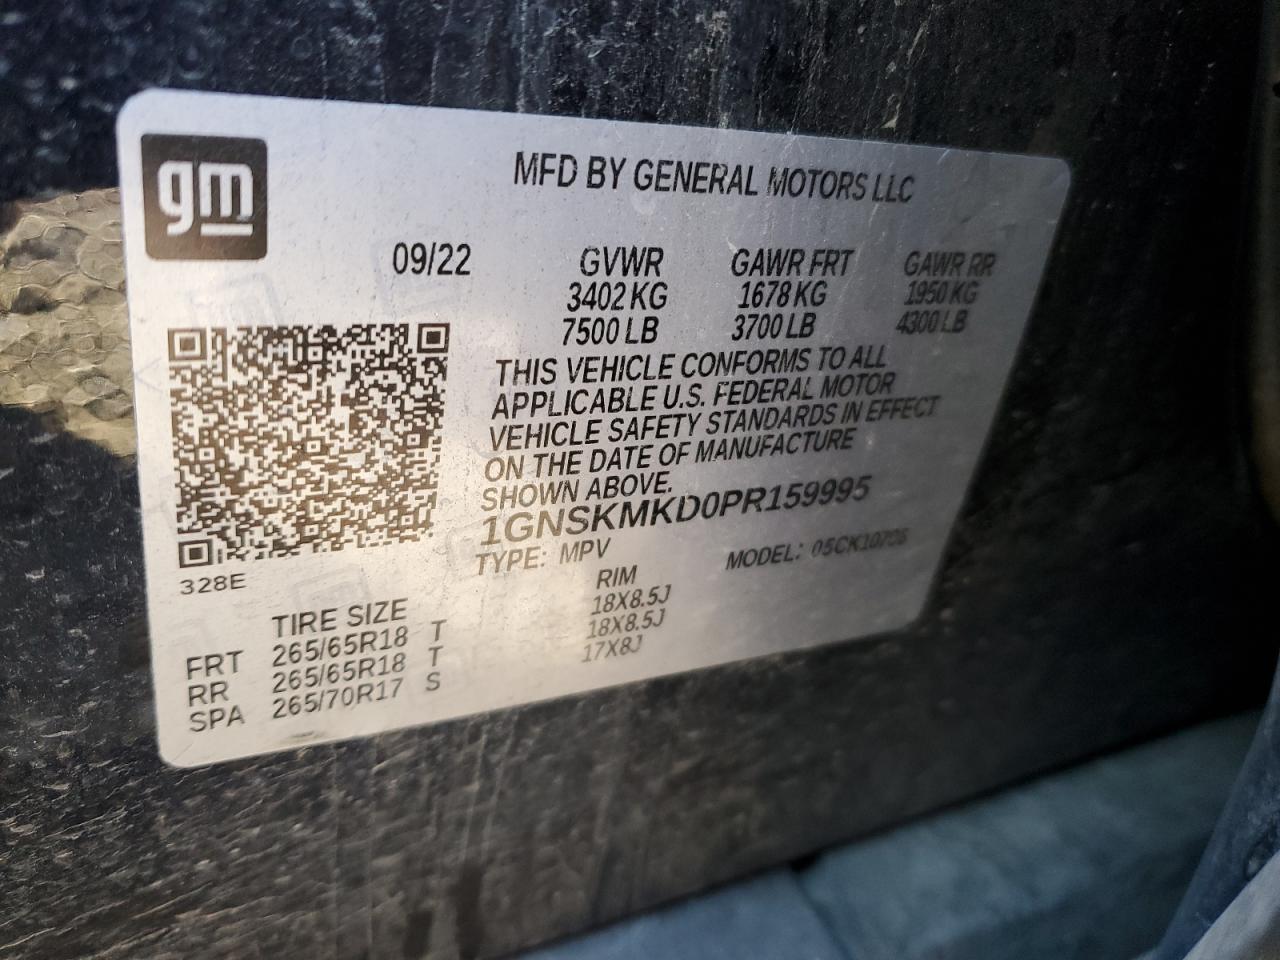 gm
MFD BY GENERAL MOTORS LLC
09/22 GVWR GAWR FRT GAWR RR
3402 KG 1678 KG 1950 KG
7500 LB 3700 LB 4300 LB
THIS VEHICLE CONFORMS TO ALL
APPLICABLE U.S. FEDERAL MOTOR
VEHICLE SAFETY STANDARDS IN EFFECT
ON THE DATE OF MANUFACTURE
SHOWN ABOVE.
1GNSKMKD0PR159995
TYPE: MPV MODEL:
328E
TIRE SIZE RIM
FRT 265/65R18 T 18X8.5J
RR 265/65R18 T 18X8.5J
SPA 265/70R17 S 17X8J